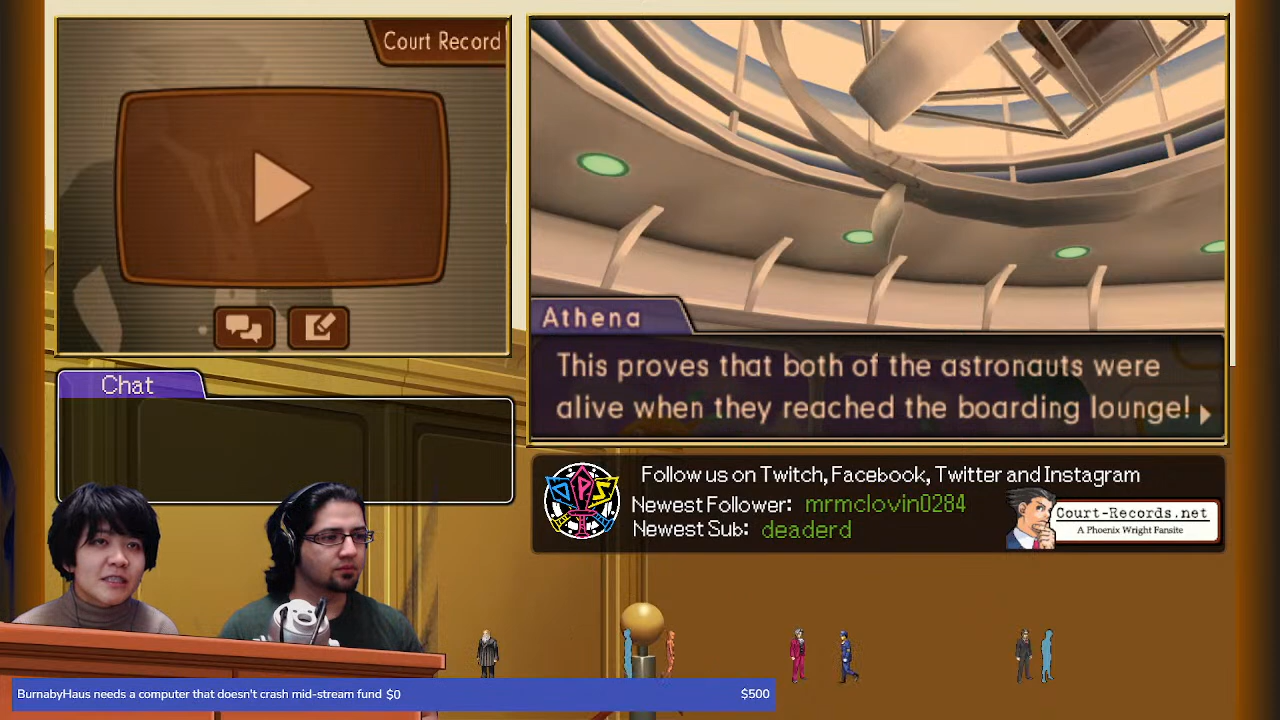 Court Record
Athena
This proves that both of the astronauts were
alive when they reached the boarding lounge!
Chat
Follow us on Twitch, Facebook, Twitter and Instagram
Newest Follower: mrmclovin0284
Newest Sub: deaderd
OPS
Court-Records.net
A Phoenix Wright Fansite
BurnabyHaus needs a computer that doesn't crash mid-stream fund $0
$500